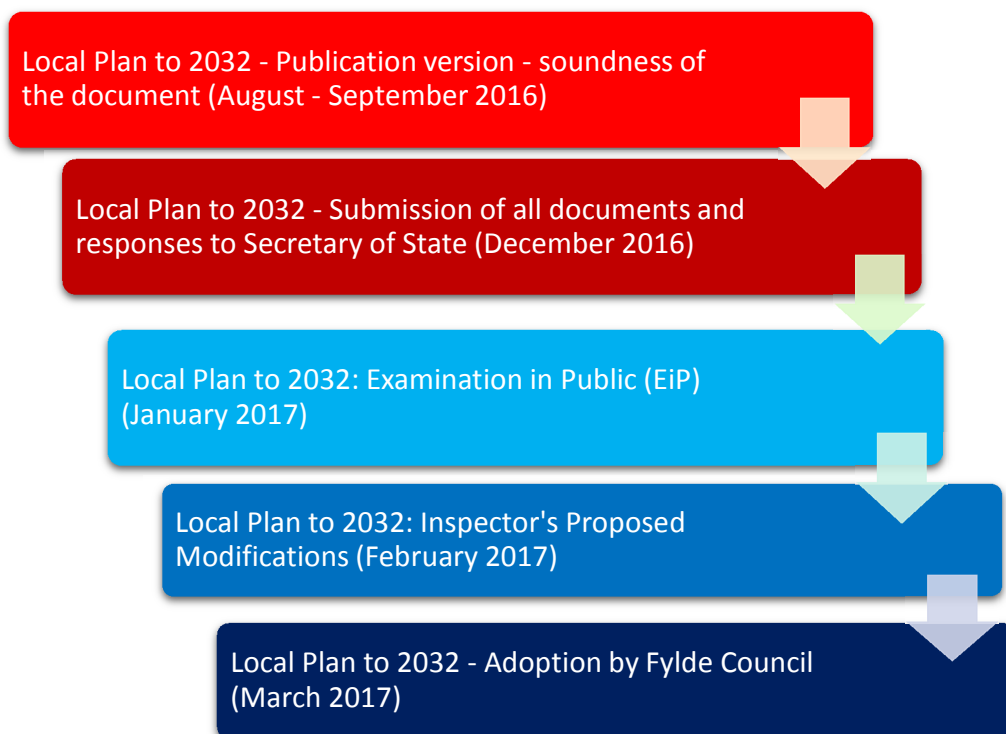 Local Plan to 2032 - Publication version - soundness of
the document (August - September 2016)
Local Plan to 2032 - Submission of all documents and
responses to Secretary of State (December 2016)
Local Plan to 2032: Examination in Public (EiP)
(January 2017)
Local Plan to 2032: Inspector's Proposed
Modifications (February 2017)
Local Plan to 2032 - Adoption by Fylde Council
(March 2017)